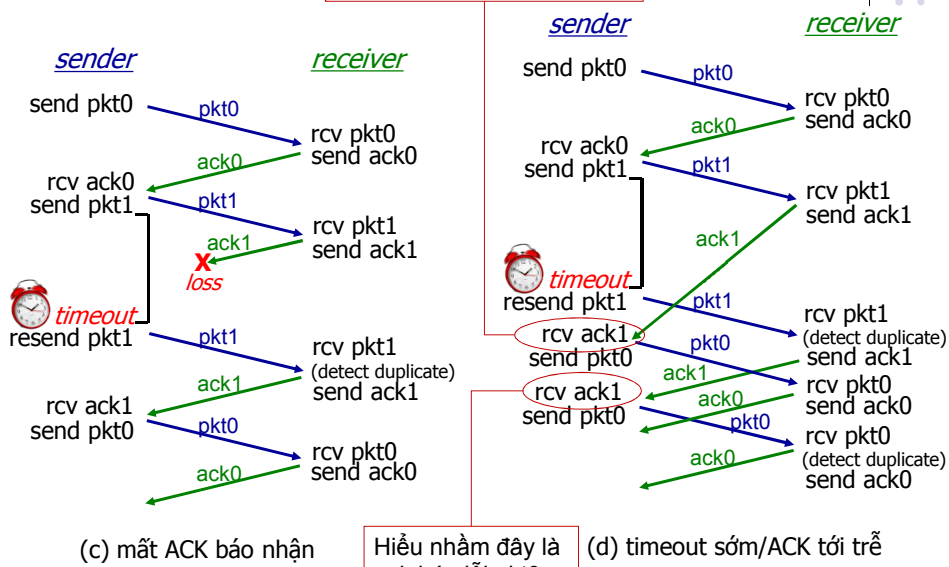 sender
receiver
send pkt0
pkt0
rcv pkt0
send ack0
ack0
rcv ack0
send pkt1
pkt1
rcv pkt1
send ack1
ack1
X
loss
timeout
resend pkt1
pkt1
rcv pkt1
(detect duplicate)
send ack1
ack1
rcv ack1
send pkt0
pkt0
rcv pkt0
send ack0
ack0
(c) mất ACK báo nhận
sender
receiver
send pkt0
pkt0
rcv pkt0
send ack0
ack0
rcv ack0
send pkt1
pkt1
rcv pkt1
send ack1
ack1
timeout
resend pkt1
pkt1
rcv pkt1
(detect duplicate)
send ack1
rcv ack1
send pkt0
pkt0
ack1
rcv pkt0
send ack0
rcv ack1
send pkt0
ack0
pkt0
rcv pkt0
(detect duplicate)
send ack0
ack0
Hiểu nhầm đây là
(d) timeout sớm/ACK tới trễ